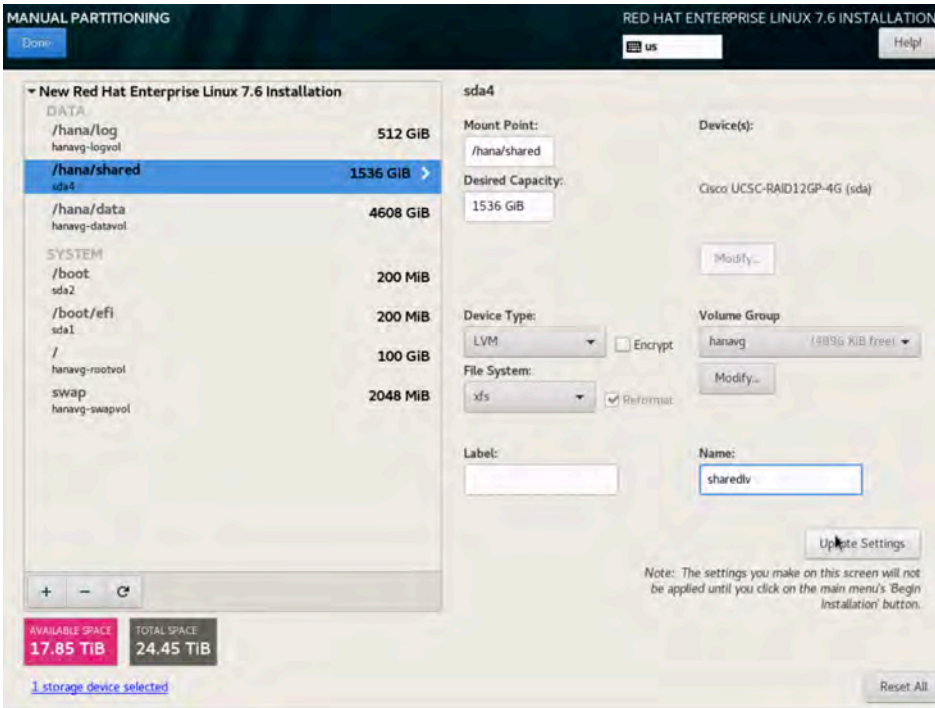 MANUAL PARTITIONING
RED HAT ENTERPRISE LINUX 7.6 INSTALLATION
Done
us
Help!
New Red Hat Enterprise Linux 7.6 Installation
DATA
/hana/log
hanavg-logvol
512 GiB
/hana/shared
sda4
1536 GiB
/hana/data
hanavg-datavol
4608 GiB
SYSTEM
/boot
sda2
200 MiB
/boot/efi
sda1
200 MiB
/
hanavg-rootvol
100 GiB
swap
hanavg-swapvol
2048 MiB
+ −
AVAILABLE SPACE
17.85 TiB
TOTAL SPACE
24.45 TiB
1 storage device selected
sda4
Mount Point:
/hana/shared
Device(s):
Desired Capacity:
1536 GiB
Cisco UCSC-RAID12GP-4G (sda)
Modify...
Device Type:
LVM
Encrypt
Volume Group
hanavg (4096 KiB free)
File System:
xfs
Reformat
Modify...
Label:
Name:
sharedlv
Settings
Note: The settings you make on this screen will not
be applied until you click on the main menu's 'Begin
Installation' button.
Reset All